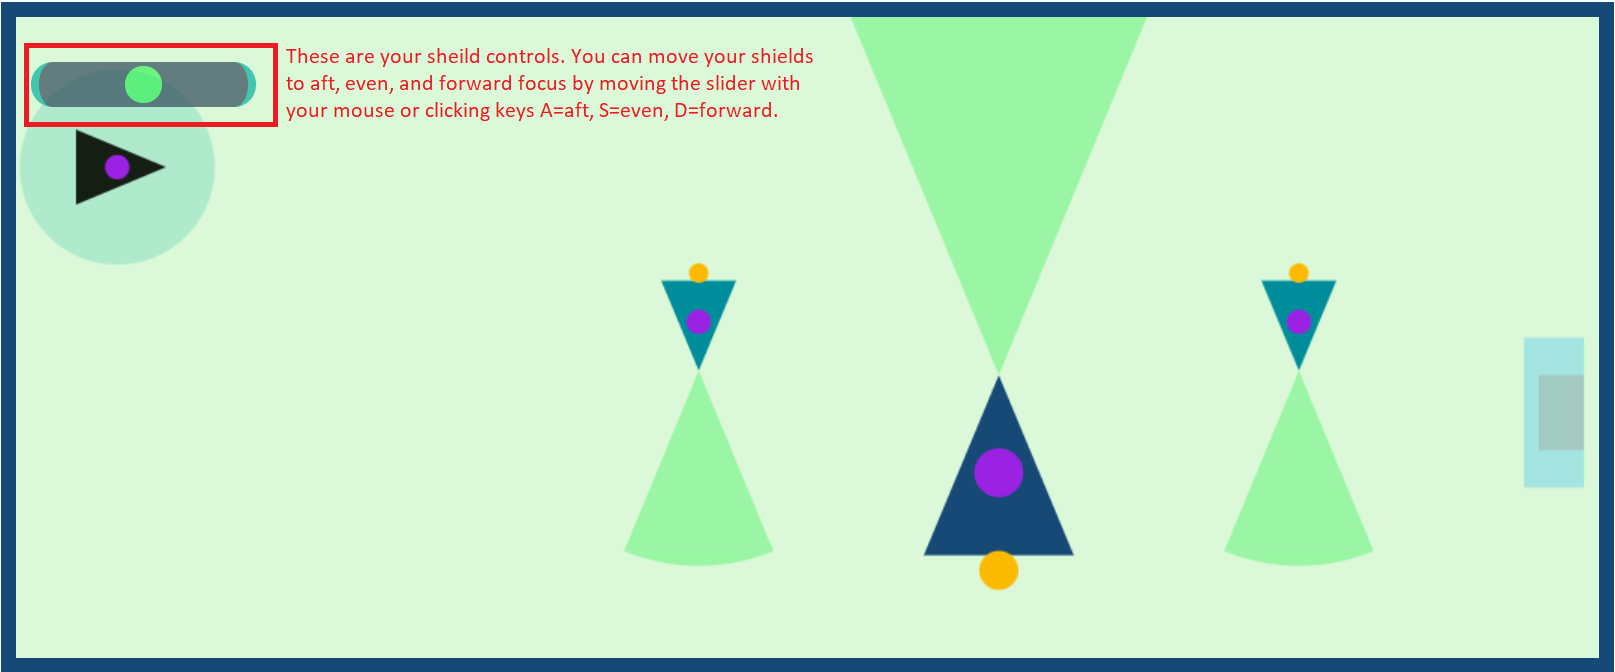 These are your sheild controls. You can move your shields
to aft, even, and forward focus by moving the slider with
your mouse or clicking keys A=aft, S=even, D=forward.